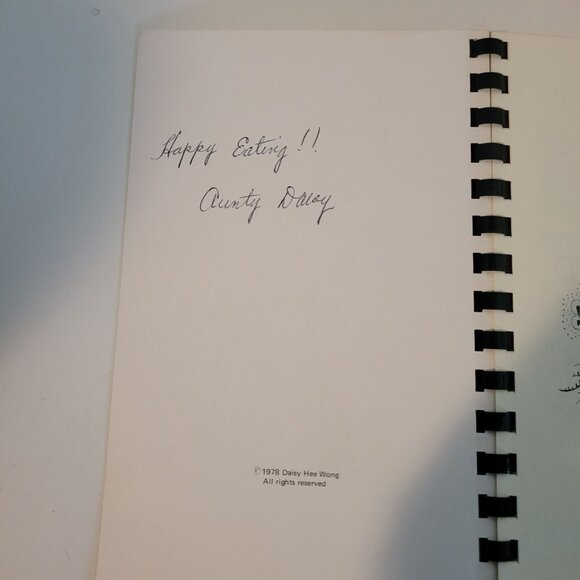 Happy Eating!!
Aunty Daisy
©1978 Daisy Hee Wong
All rights reserved